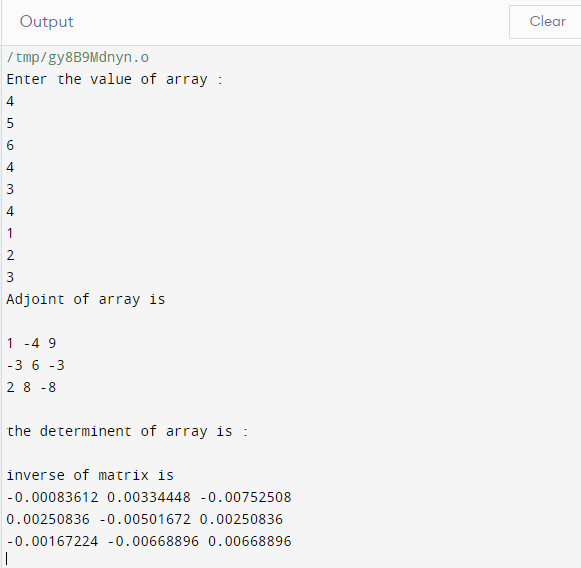 Output
Clear
/tmp/gy8B9Mdnyn.o
Enter the value of array :
4
5
6
4
3
4
1
2
3
Adjoint of array is
1 -4 9
-3 6 -3
2 8 -8
the determinent of array is :
inverse of matrix is
-0.00083612 0.00334448 -0.00752508
0.00250836 -0.00501672 0.00250836
-0.00167224 -0.00668896 0.00668896